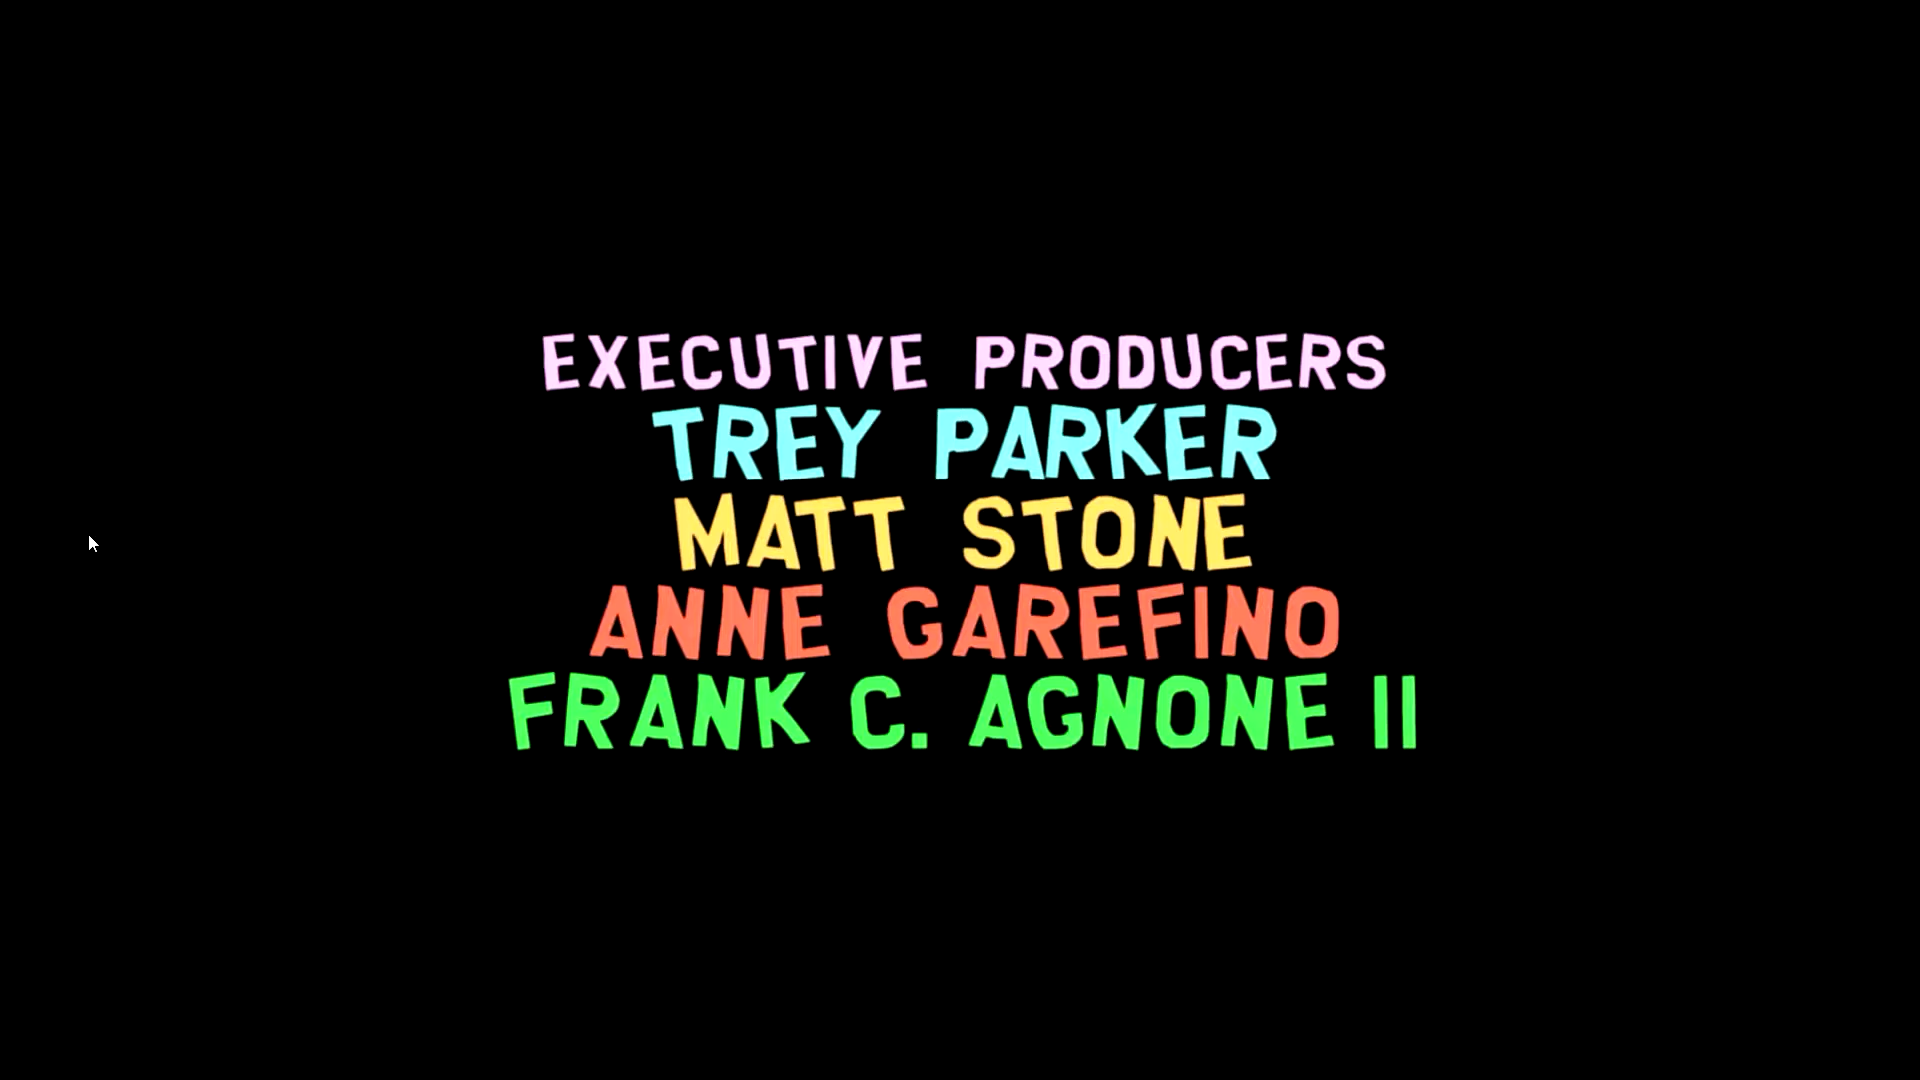 EXECUTIVE PRODUCERS
TREY PARKER
MATT STONE
ANNE GAREFINO
FRANK C. AGNONE II